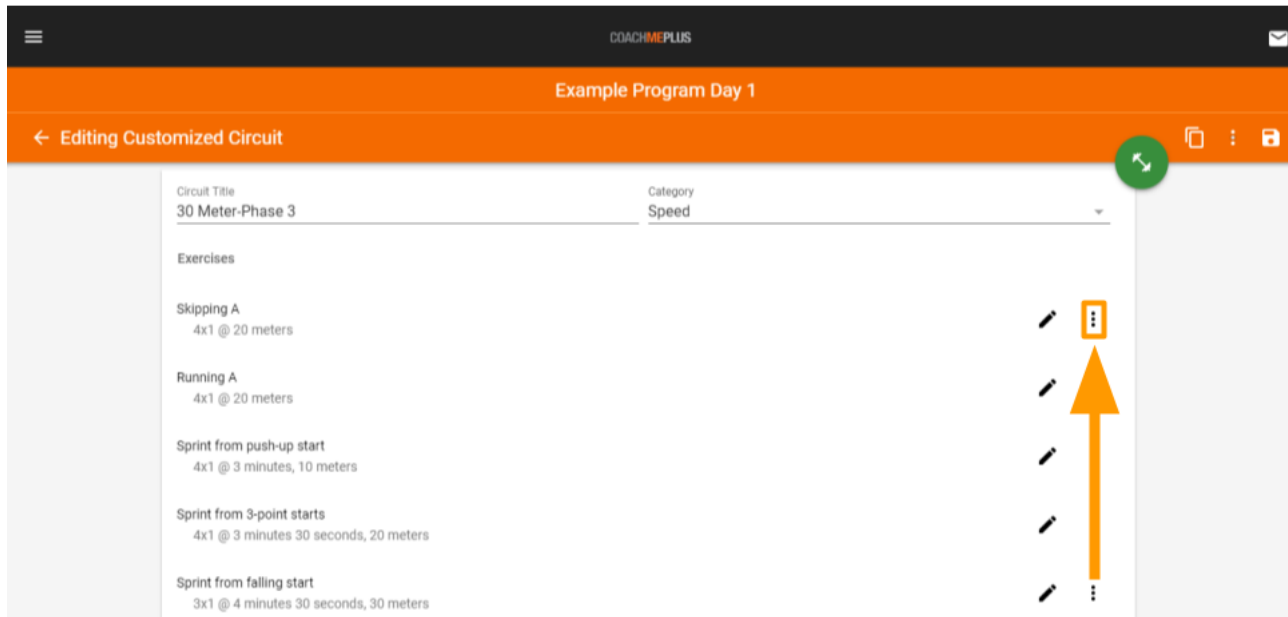 COACHMEPLUS
Example Program Day 1
Editing Customized Circuit
Circuit Title
Category
30 Meter-Phase 3
Speed
Exercises
Skipping A
4x1 @ 20 meters
Running A
4x1 @ 20 meters
Sprint from push-up start
4x1 @ 3 minutes, 10 meters
Sprint from 3-point starts
4x1 @ 3 minutes 30 seconds, 20 meters
Sprint from falling start
3x1 @ 4 minutes 30 seconds, 30 meters